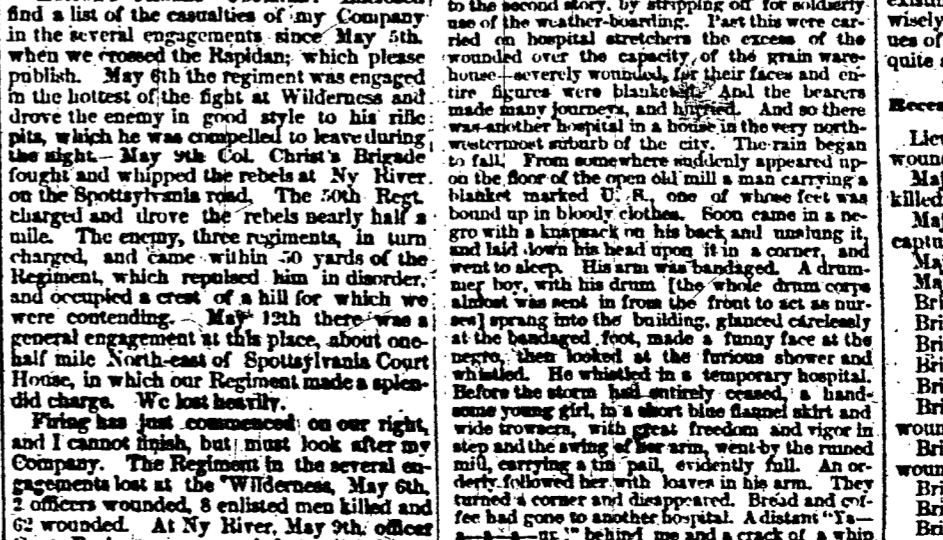 find a list of the casualties of my Company
in the several engagements since May 5th.
when we crossed the Rapidan; which please
publish. May 6th the regiment was engaged
in the hottest of the fight at Wilderness and
drove the enemy in good style to his rifle
pits, which he was compelled to leave during
the night.— May 9th Col. Christ's Brigade
fought and whipped the rebels at Ny River.
on the Spottsylvania road. The 50th Regt.
charged and drove the rebels nearly half a
mile. The enemy, three regiments, in turn
charged, and came within 50 yards of the
Regiment, which repulsed him in disorder,
and occupied a crest of a hill for which we
were contending. May 12th there was a
general engagement at this place, about one-
half mile North-east of Spottsylvania Court
House, in which our Regiment made a splen-
did charge. We lost heavily.
Firing has just commenced on our right,
and I cannot finish, but must look after my
Company. The Regiment in the several en-
gagements lost at the Wilderness, May 6th,
2 officers wounded, 8 enlisted men killed and
62 wounded. At Ny River, May 9th, officer
to the second story, by stripping off for soldierly
use of the weather-boarding. Part this were car-
ried on hospital stretchers the excess of the
wounded over the capacity of the grain ware-
house—severely wounded, for their faces and en-
tire figures were blanketed. And the bearers
made many journeys, and hurried. And so there
was another hospital in a house in the very north-
westermost suburb of the city. The rain began
to fall. From somewhere suddenly appeared up-
on the floor of the open old mill a man carrying a
blanket marked U. S., one of whose feet was
bound up in bloody clothes. Soon came in a ne-
gro with a knapsack on his back and unslung it,
and laid down his head upon it in a corner, and
went to sleep. His arm was bandaged. A drum-
mer boy, with his drum [the whole drum corps
almost was sent in from the front to act as nur-
ses] sprang into the building, glanced carelessly
at the bandaged foot, made a funny face at the
negro, then looked at the furious shower and
whistled. He whistled in a temporary hospital.
Before the storm had entirely ceased, a hand-
some young girl, in a short blue flannel skirt and
wide trowsers, with great freedom and vigor in
step and the swing of her arm, went by the ruined
mill, carrying a tin pail, evidently full. An or-
derly followed her with loaves in his arm. They
turned a corner and disappeared. Bread and cof-
fee had gone to another hospital. A distant "Ya—
behind me and a crack of a whip
wisely
ues of
quite
Lieu
wound
Ma
killed
Ma
captu
Ma
Ma
Bri
Bri
Bri
Bri
Bri
Bri
woun
Bri
woun
Bri
Bri
Bri